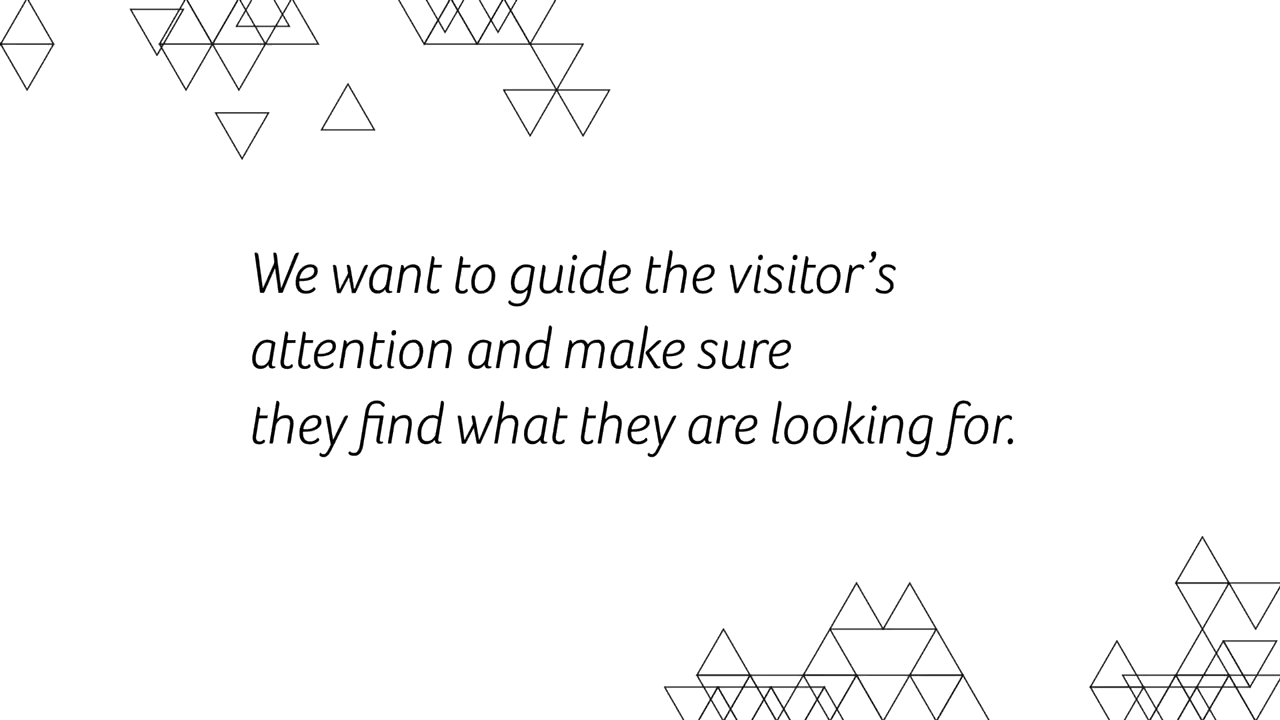 We want to guide the visitor’s
attention and make sure
they find what they are looking for.